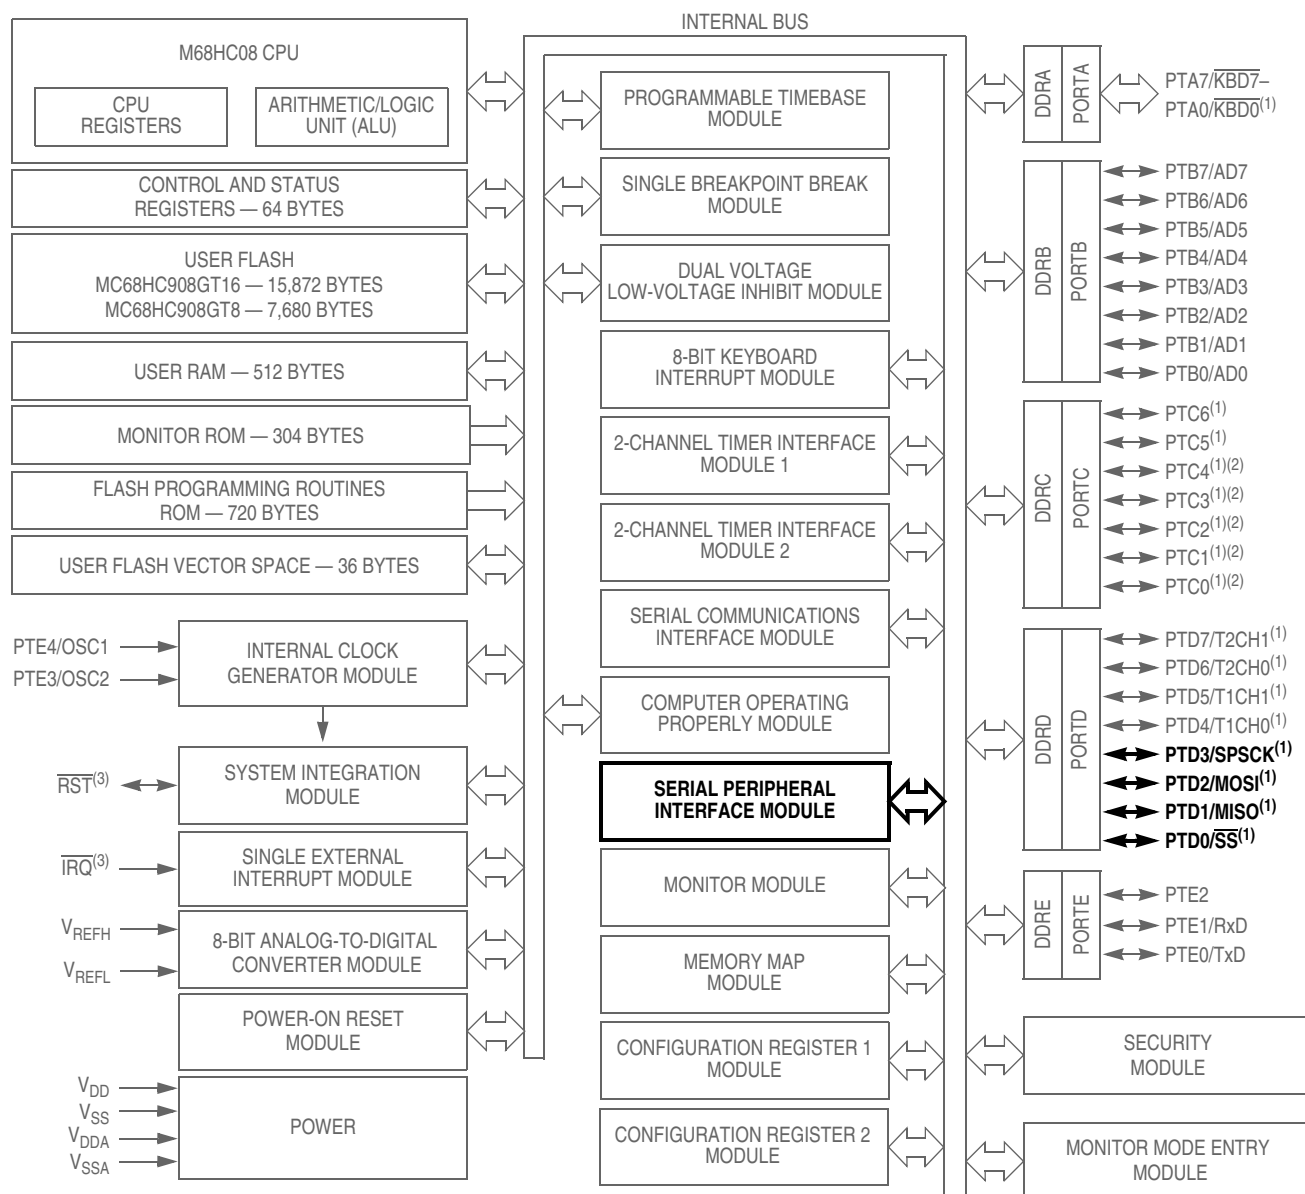 INTERNAL BUS
M68HC08 CPU
CPU
REGISTERS
ARITHMETIC/LOGIC
UNIT (ALU)
CONTROL AND STATUS
REGISTERS — 64 BYTES
USER FLASH
MC68HC908GT16 — 15,872 BYTES
MC68HC908GT8 — 7,680 BYTES
USER RAM — 512 BYTES
MONITOR ROM — 304 BYTES
FLASH PROGRAMMING ROUTINES
ROM — 720 BYTES
USER FLASH VECTOR SPACE — 36 BYTES
PTE4/OSC1
PTE3/OSC2
INTERNAL CLOCK
GENERATOR MODULE
RST(3)
SYSTEM INTEGRATION
MODULE
IRQ(3)
SINGLE EXTERNAL
INTERRUPT MODULE
VREFH
VREFL
8-BIT ANALOG-TO-DIGITAL
CONVERTER MODULE
POWER-ON RESET
MODULE
VDD
VSS
VDDA
VSSA
POWER
PROGRAMMABLE TIMEBASE
MODULE
SINGLE BREAKPOINT BREAK
MODULE
DUAL VOLTAGE
LOW-VOLTAGE INHIBIT MODULE
8-BIT KEYBOARD
INTERRUPT MODULE
2-CHANNEL TIMER INTERFACE
MODULE 1
2-CHANNEL TIMER INTERFACE
MODULE 2
SERIAL COMMUNICATIONS
INTERFACE MODULE
COMPUTER OPERATING
PROPERLY MODULE
SERIAL PERIPHERAL
INTERFACE MODULE
MONITOR MODULE
MEMORY MAP
MODULE
CONFIGURATION REGISTER 1
MODULE
CONFIGURATION REGISTER 2
MODULE
DDRA
PORTA
PTA7/KBD7–
PTA0/KBD0(1)
DDRB
PORTB
PTB7/AD7
PTB6/AD6
PTB5/AD5
PTB4/AD4
PTB3/AD3
PTB2/AD2
PTB1/AD1
PTB0/AD0
DDRC
PORTC
PTC6(1)
PTC5(1)
PTC4(1)(2)
PTC3(1)(2)
PTC2(1)(2)
PTC1(1)(2)
PTC0(1)(2)
DDRD
PORTD
PTD7/T2CH1(1)
PTD6/T2CH0(1)
PTD5/T1CH1(1)
PTD4/T1CH0(1)
PTD3/SPSCK(1)
PTD2/MOSI(1)
PTD1/MISO(1)
PTD0/SS(1)
DDRE
PORTE
PTE2
PTE1/RxD
PTE0/TxD
SECURITY
MODULE
MONITOR MODE ENTRY
MODULE